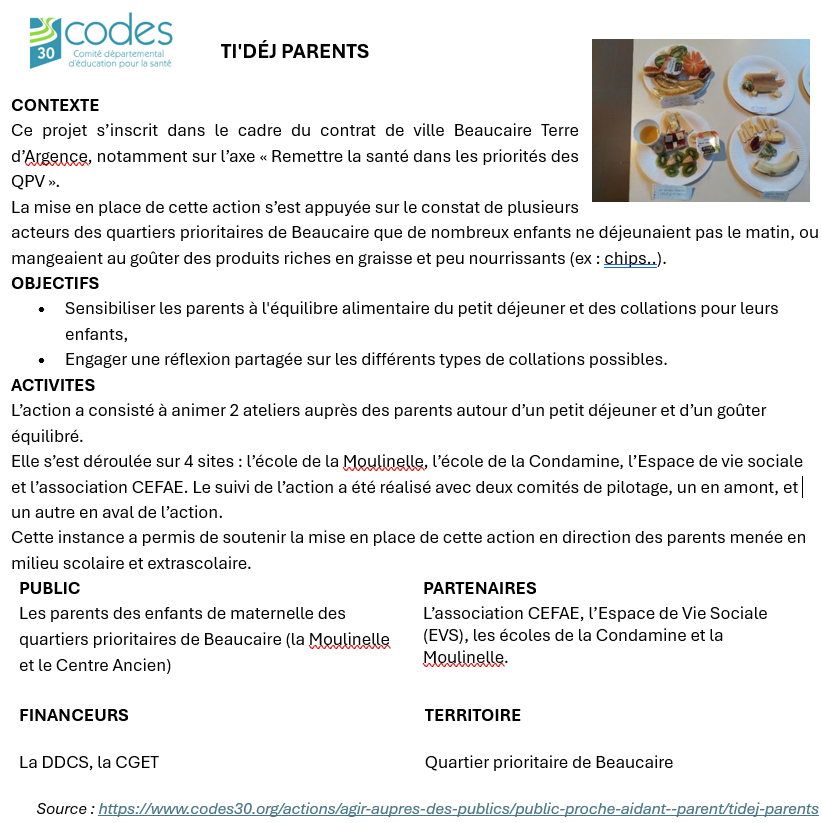 codes
30
Comité départemental
d'éducation pour la santé
TI'DÉJ PARENTS
CONTEXTE
Ce projet s’inscrit dans le cadre du contrat de ville Beaucaire Terre
d’Argence, notamment sur l’axe « Remettre la santé dans les priorités des
QPV ».
La mise en place de cette action s’est appuyée sur le constat de plusieurs
acteurs des quartiers prioritaires de Beaucaire que de nombreux enfants ne déjeunaient pas le matin, ou
mangeaient au goûter des produits riches en graisse et peu nourrissants (ex : chips..).
OBJECTIFS
• Sensibiliser les parents à l'équilibre alimentaire du petit déjeuner et des collations pour leurs
enfants,
• Engager une réflexion partagée sur les différents types de collations possibles.
ACTIVITES
L’action a consisté à animer 2 ateliers auprès des parents autour d’un petit déjeuner et d’un goûter
équilibré.
Elle s’est déroulée sur 4 sites : l’école de la Moulinelle, l’école de la Condamine, l’Espace de vie sociale
et l’association CEFAE. Le suivi de l’action a été réalisé avec deux comités de pilotage, un en amont, et
un autre en aval de l’action.
Cette instance a permis de soutenir la mise en place de cette action en direction des parents menée en
milieu scolaire et extrascolaire.
PUBLIC
Les parents des enfants de maternelle des
quartiers prioritaires de Beaucaire (la Moulinelle
et le Centre Ancien)
PARTENAIRES
L’association CEFAE, l’Espace de Vie Sociale
(EVS), les écoles de la Condamine et la
Moulinelle.
FINANCEURS
La DDCS, la CGET
TERRITOIRE
Quartier prioritaire de Beaucaire
Source : https://www.codes30.org/actions/agir-aupres-des-publics/public-proche-aidant--parent/tidej-parents